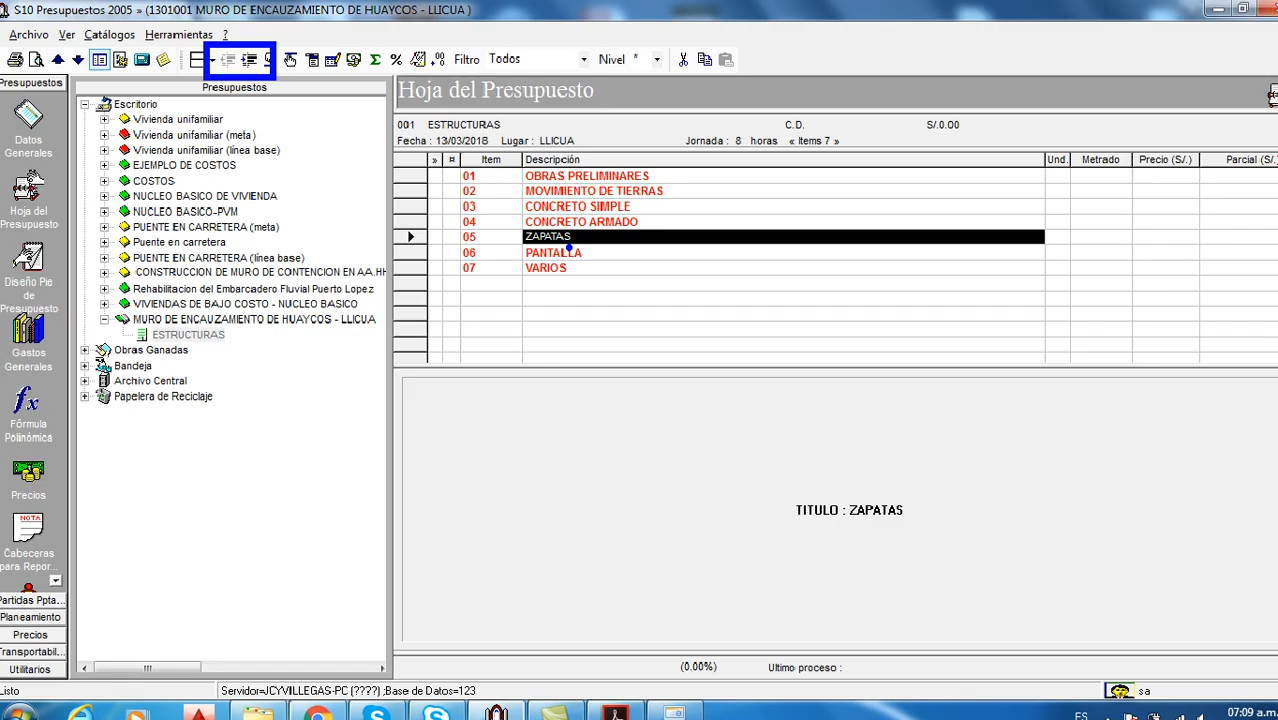 S10 Presupuestos 2005 » (1301001 MURO DE ENCAUZAMIENTO DE HUAYCOS - LLICUA )
Archivo Ver Catálogos Herramientas ?
Filtro Todos Nivel *
Presupuestos
Datos
Generales
Hoja del
Presupuesto
Diseño Pie
de
Presupuesto
Gastos
Generales
Fórmula
Polinómica
Precios
NOTA
Cabeceras
para Repor...
Partidas Ppta...
Planeamiento
Precios
Transportabil...
Utilitarios
Presupuestos
Escritorio
Vivienda unifamiliar
Vivienda unifamiliar (meta)
Vivienda unifamiliar (línea base)
EJEMPLO DE COSTOS
COSTOS
NUCLEO BASICO DE VIVIENDA
NUCLEO BASICO-PVM
PUENTE EN CARRETERA (meta)
Puente en carretera
PUENTE EN CARRETERA (línea base)
CONSTRUCCION DE MURO DE CONTENCION EN AA.HH
Rehabilitacion del Embarcadero Fluvial Puerto Lopez
VIVIENDAS DE BAJO COSTO - NUCLEO BASICO
MURO DE ENCAUZAMIENTO DE HUAYCOS - LLICUA
ESTRUCTURAS
Obras Ganadas
Bandeja
Archivo Central
Papelera de Reciclaje
Hoja del Presupuesto
001 ESTRUCTURAS C.D. S/.0.00
Fecha : 13/03/2018 Lugar : LLICUA Jornada : 8 horas « Items 7 »
» ¤ Item Descripción Und. Metrado Precio (S/.) Parcial (S/.)
01 OBRAS PRELIMINARES
02 MOVIMIENTO DE TIERRAS
03 CONCRETO SIMPLE
04 CONCRETO ARMADO
05 ZAPATAS
06 PANTALLA
07 VARIOS
TITULO : ZAPATAS
(0.00%) Ultimo proceso :
Listo Servidor=JCYVILLEGAS-PC (????) ;Base de Datos=123 sa
ES 07:09 a.m.